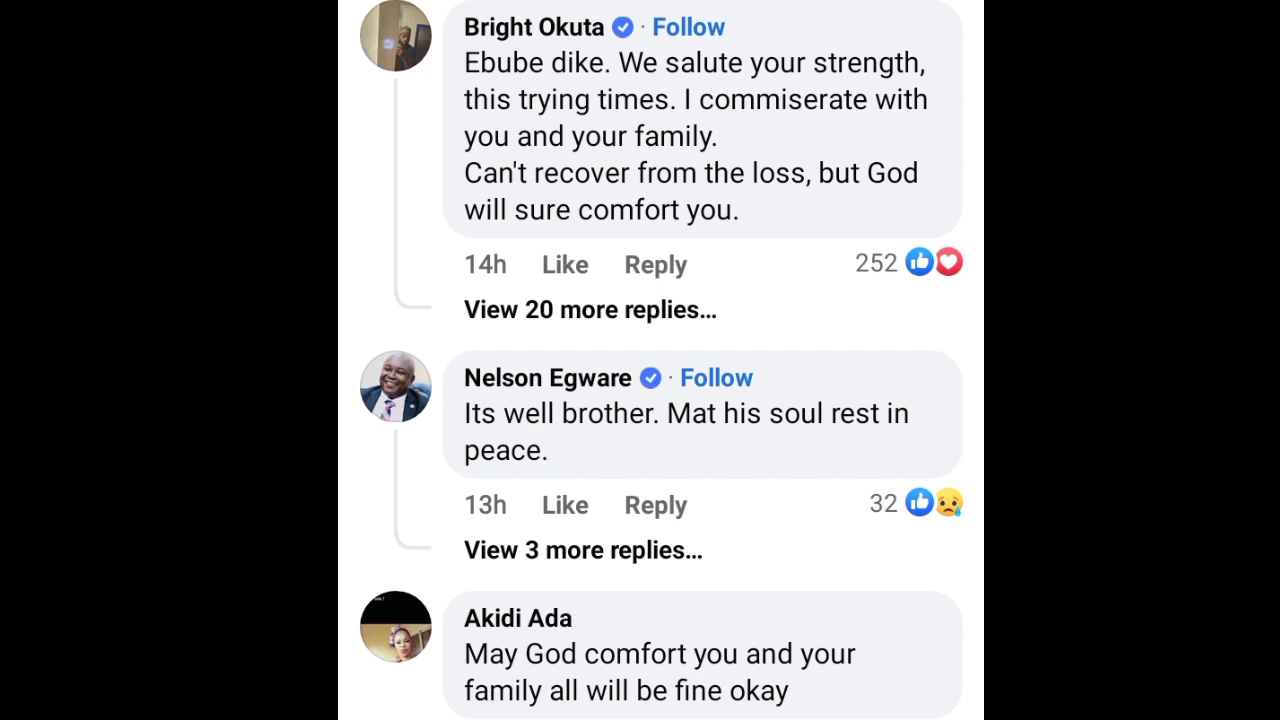 Bright Okuta · Follow
Ebube dike. We salute your strength,
this trying times. I commiserate with
you and your family.
Can't recover from the loss, but God
will sure comfort you.
14h Like Reply 252
View 20 more replies...
Nelson Egware · Follow
Its well brother. Mat his soul rest in
peace.
13h Like Reply 32
View 3 more replies...
Akidi Ada
May God comfort you and your
family all will be fine okay